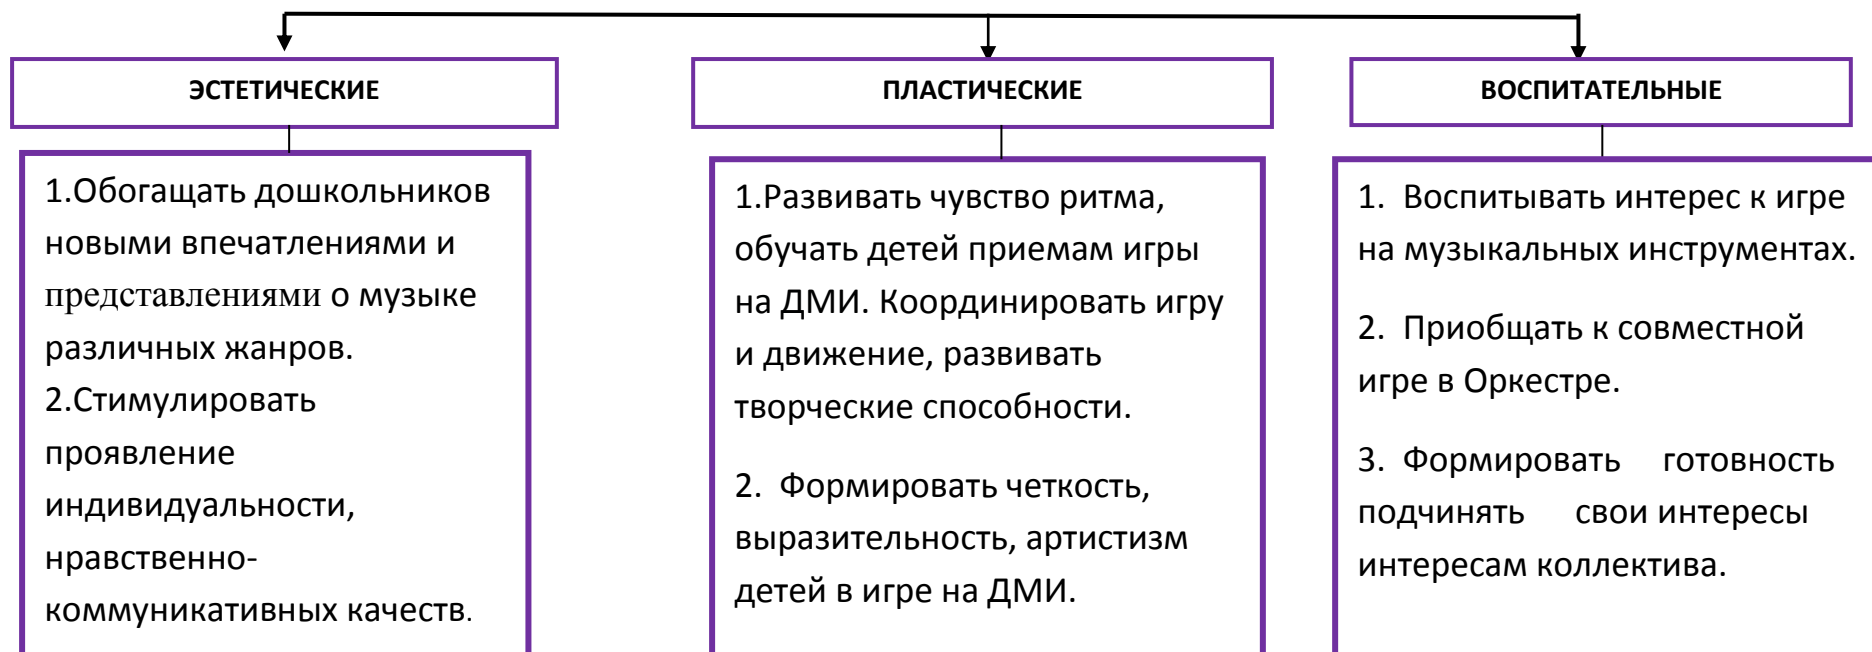 ЭСТЕТИЧЕСКИЕ
1.Обогащать дошкольников
новыми впечатлениями и
представлениями о музыке
различных жанров.
2.Стимулировать
проявление
индивидуальности,
нравственно-
коммуникативных качеств.
ПЛАСТИЧЕСКИЕ
1.Развивать чувство ритма,
обучать детей приемам игры
на ДМИ. Координировать игру
и движение, развивать
творческие способности.
2. Формировать четкость,
выразительность, артистизм
детей в игре на ДМИ.
ВОСПИТАТЕЛЬНЫЕ
1. Воспитывать интерес к игре
на музыкальных инструментах.
2. Приобщать к совместной
игре в Оркестре.
3. Формировать готовность
подчинять свои интересы
интересам коллектива.